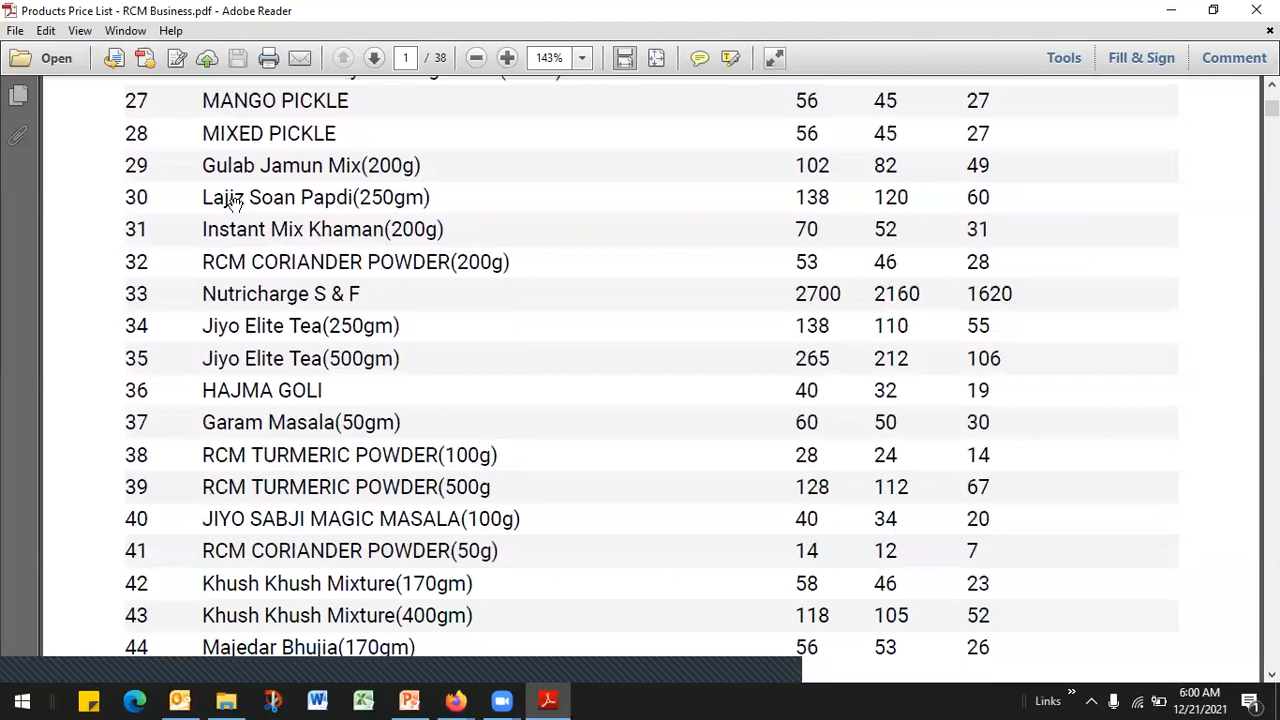 Products Price List - RCM Business.pdf - Adobe Reader
File Edit View Window Help
Open 1 / 38 143% Tools Fill & Sign Comment
27 MANGO PICKLE 56 45 27
28 MIXED PICKLE 56 45 27
29 Gulab Jamun Mix(200g) 102 82 49
30 Lajiz Soan Papdi(250gm) 138 120 60
31 Instant Mix Khaman(200g) 70 52 31
32 RCM CORIANDER POWDER(200g) 53 46 28
33 Nutricharge S & F 2700 2160 1620
34 Jiyo Elite Tea(250gm) 138 110 55
35 Jiyo Elite Tea(500gm) 265 212 106
36 HAJMA GOLI 40 32 19
37 Garam Masala(50gm) 60 50 30
38 RCM TURMERIC POWDER(100g) 28 24 14
39 RCM TURMERIC POWDER(500g 128 112 67
40 JIYO SABJI MAGIC MASALA(100g) 40 34 20
41 RCM CORIANDER POWDER(50g) 14 12 7
42 Khush Khush Mixture(170gm) 58 46 23
43 Khush Khush Mixture(400gm) 118 105 52
44 Majedar Bhujia(170gm) 56 53 26
Links 6:00 AM
12/21/2021